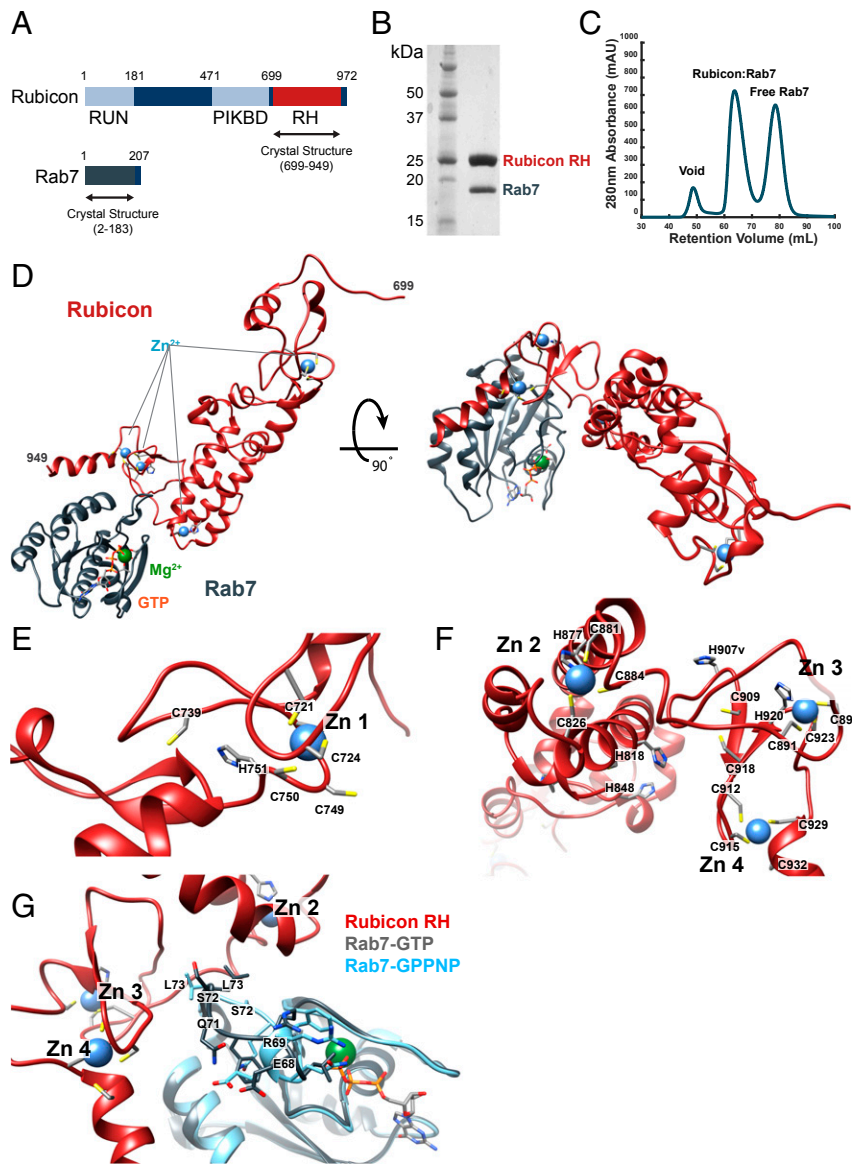 A
1 181 471 699 972
Rubicon
RUN PIKBD RH
Crystal Structure
(699-949)
1 207
Rab7
Crystal Structure
(2-183)
B
kDa
50
37
25
20
15
Rubicon RH
Rab7
C
280nm Absorbance (mAU)
1000
900
800
700
600
500
400
300
200
100
0
Rubicon:Rab7
Free Rab7
Void
30 40 50 60 70 80 90 100
Retention Volume (mL)
D
699
Rubicon
Zn2+
949
90°
Mg2+
Rab7
GTP
E
C721
C739
Zn 1
C724
H751
C750
C749
F
C881
H877
Zn 2
H907v
Zn 3
C884
C909
H920
C89
C826
C891
C923
H818
C918
H848
C912
C929
C915
Zn 4
C932
G
Zn 2
Rubicon RH
Rab7-GTP
Rab7-GPPNP
L73
L73
Zn 3
S72
S72
Q71
Zn 4
R69
E68